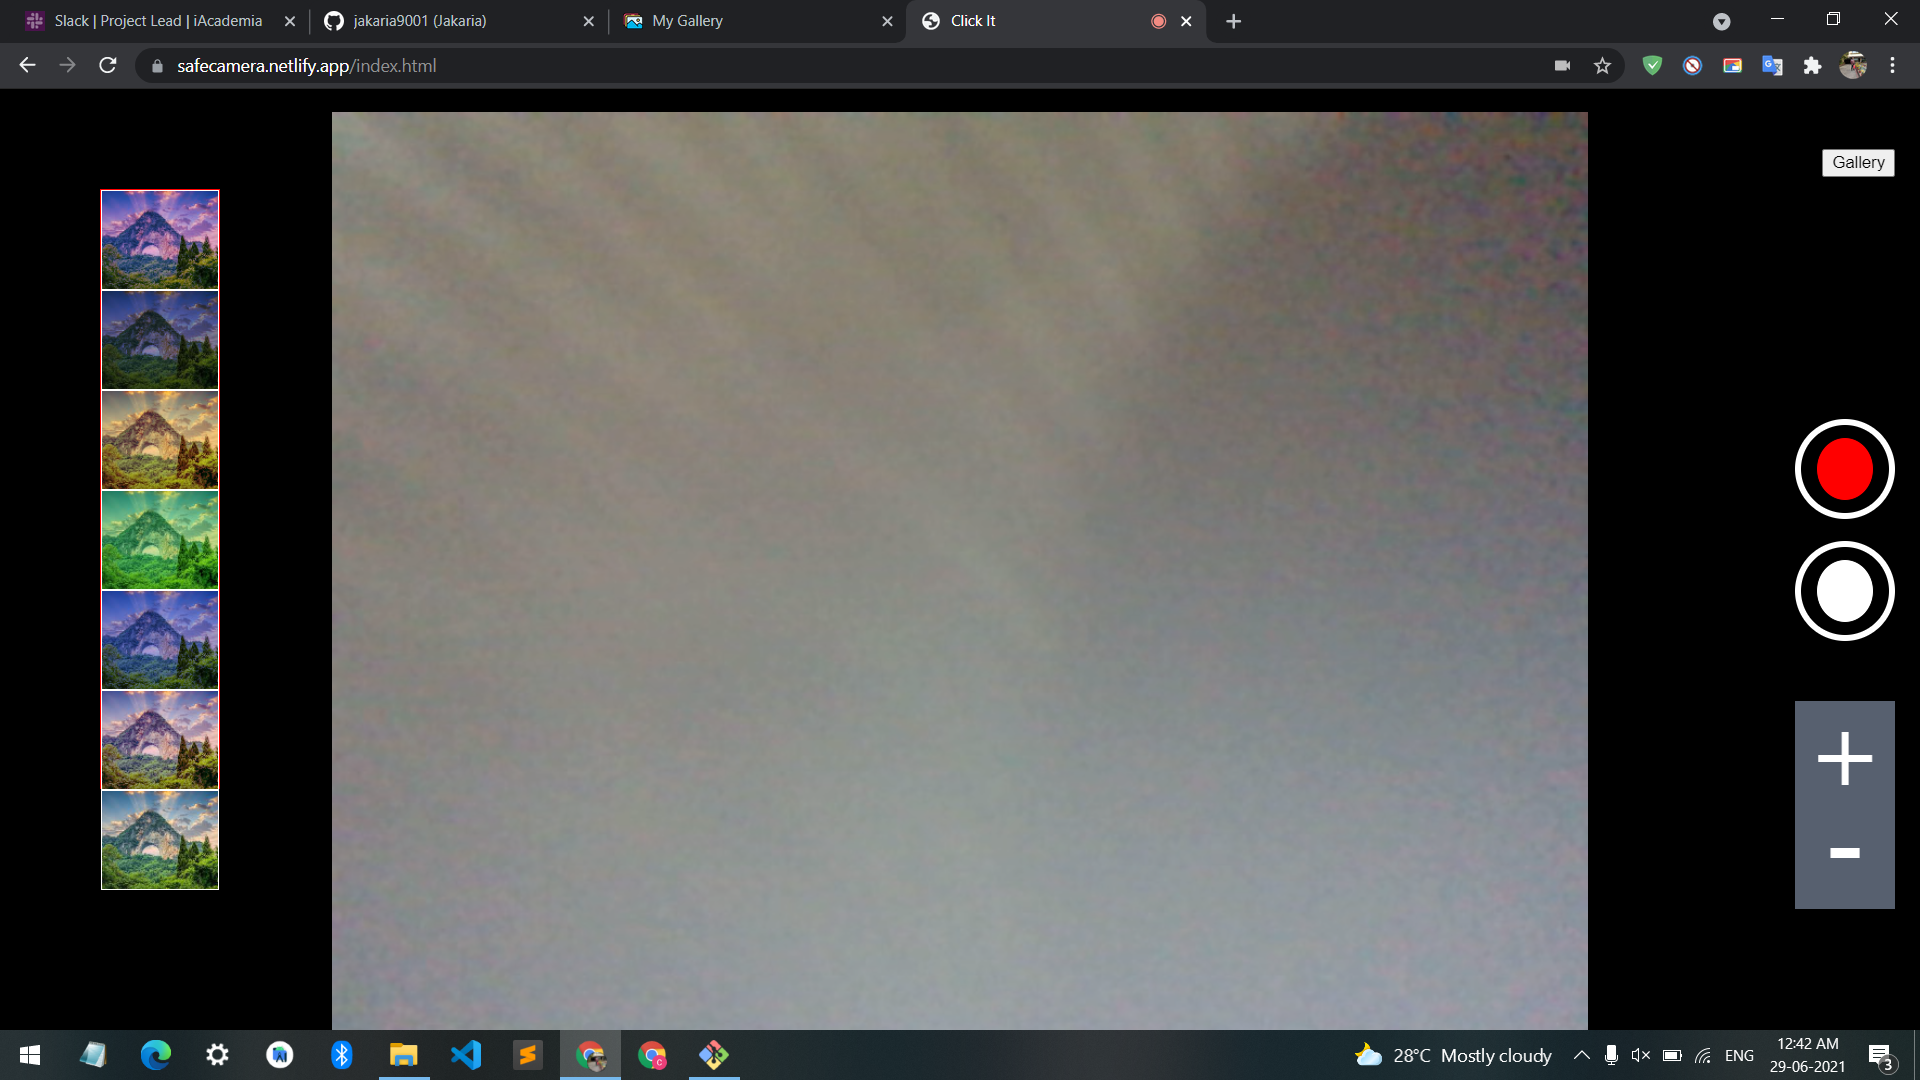 Slack | Project Lead | iAcademia
jakaria9001 (Jakaria)
My Gallery
Click It
safecamera.netlify.app/index.html
Gallery
+
-
28°C Mostly cloudy
ENG
12:42 AM
29-06-2021
3